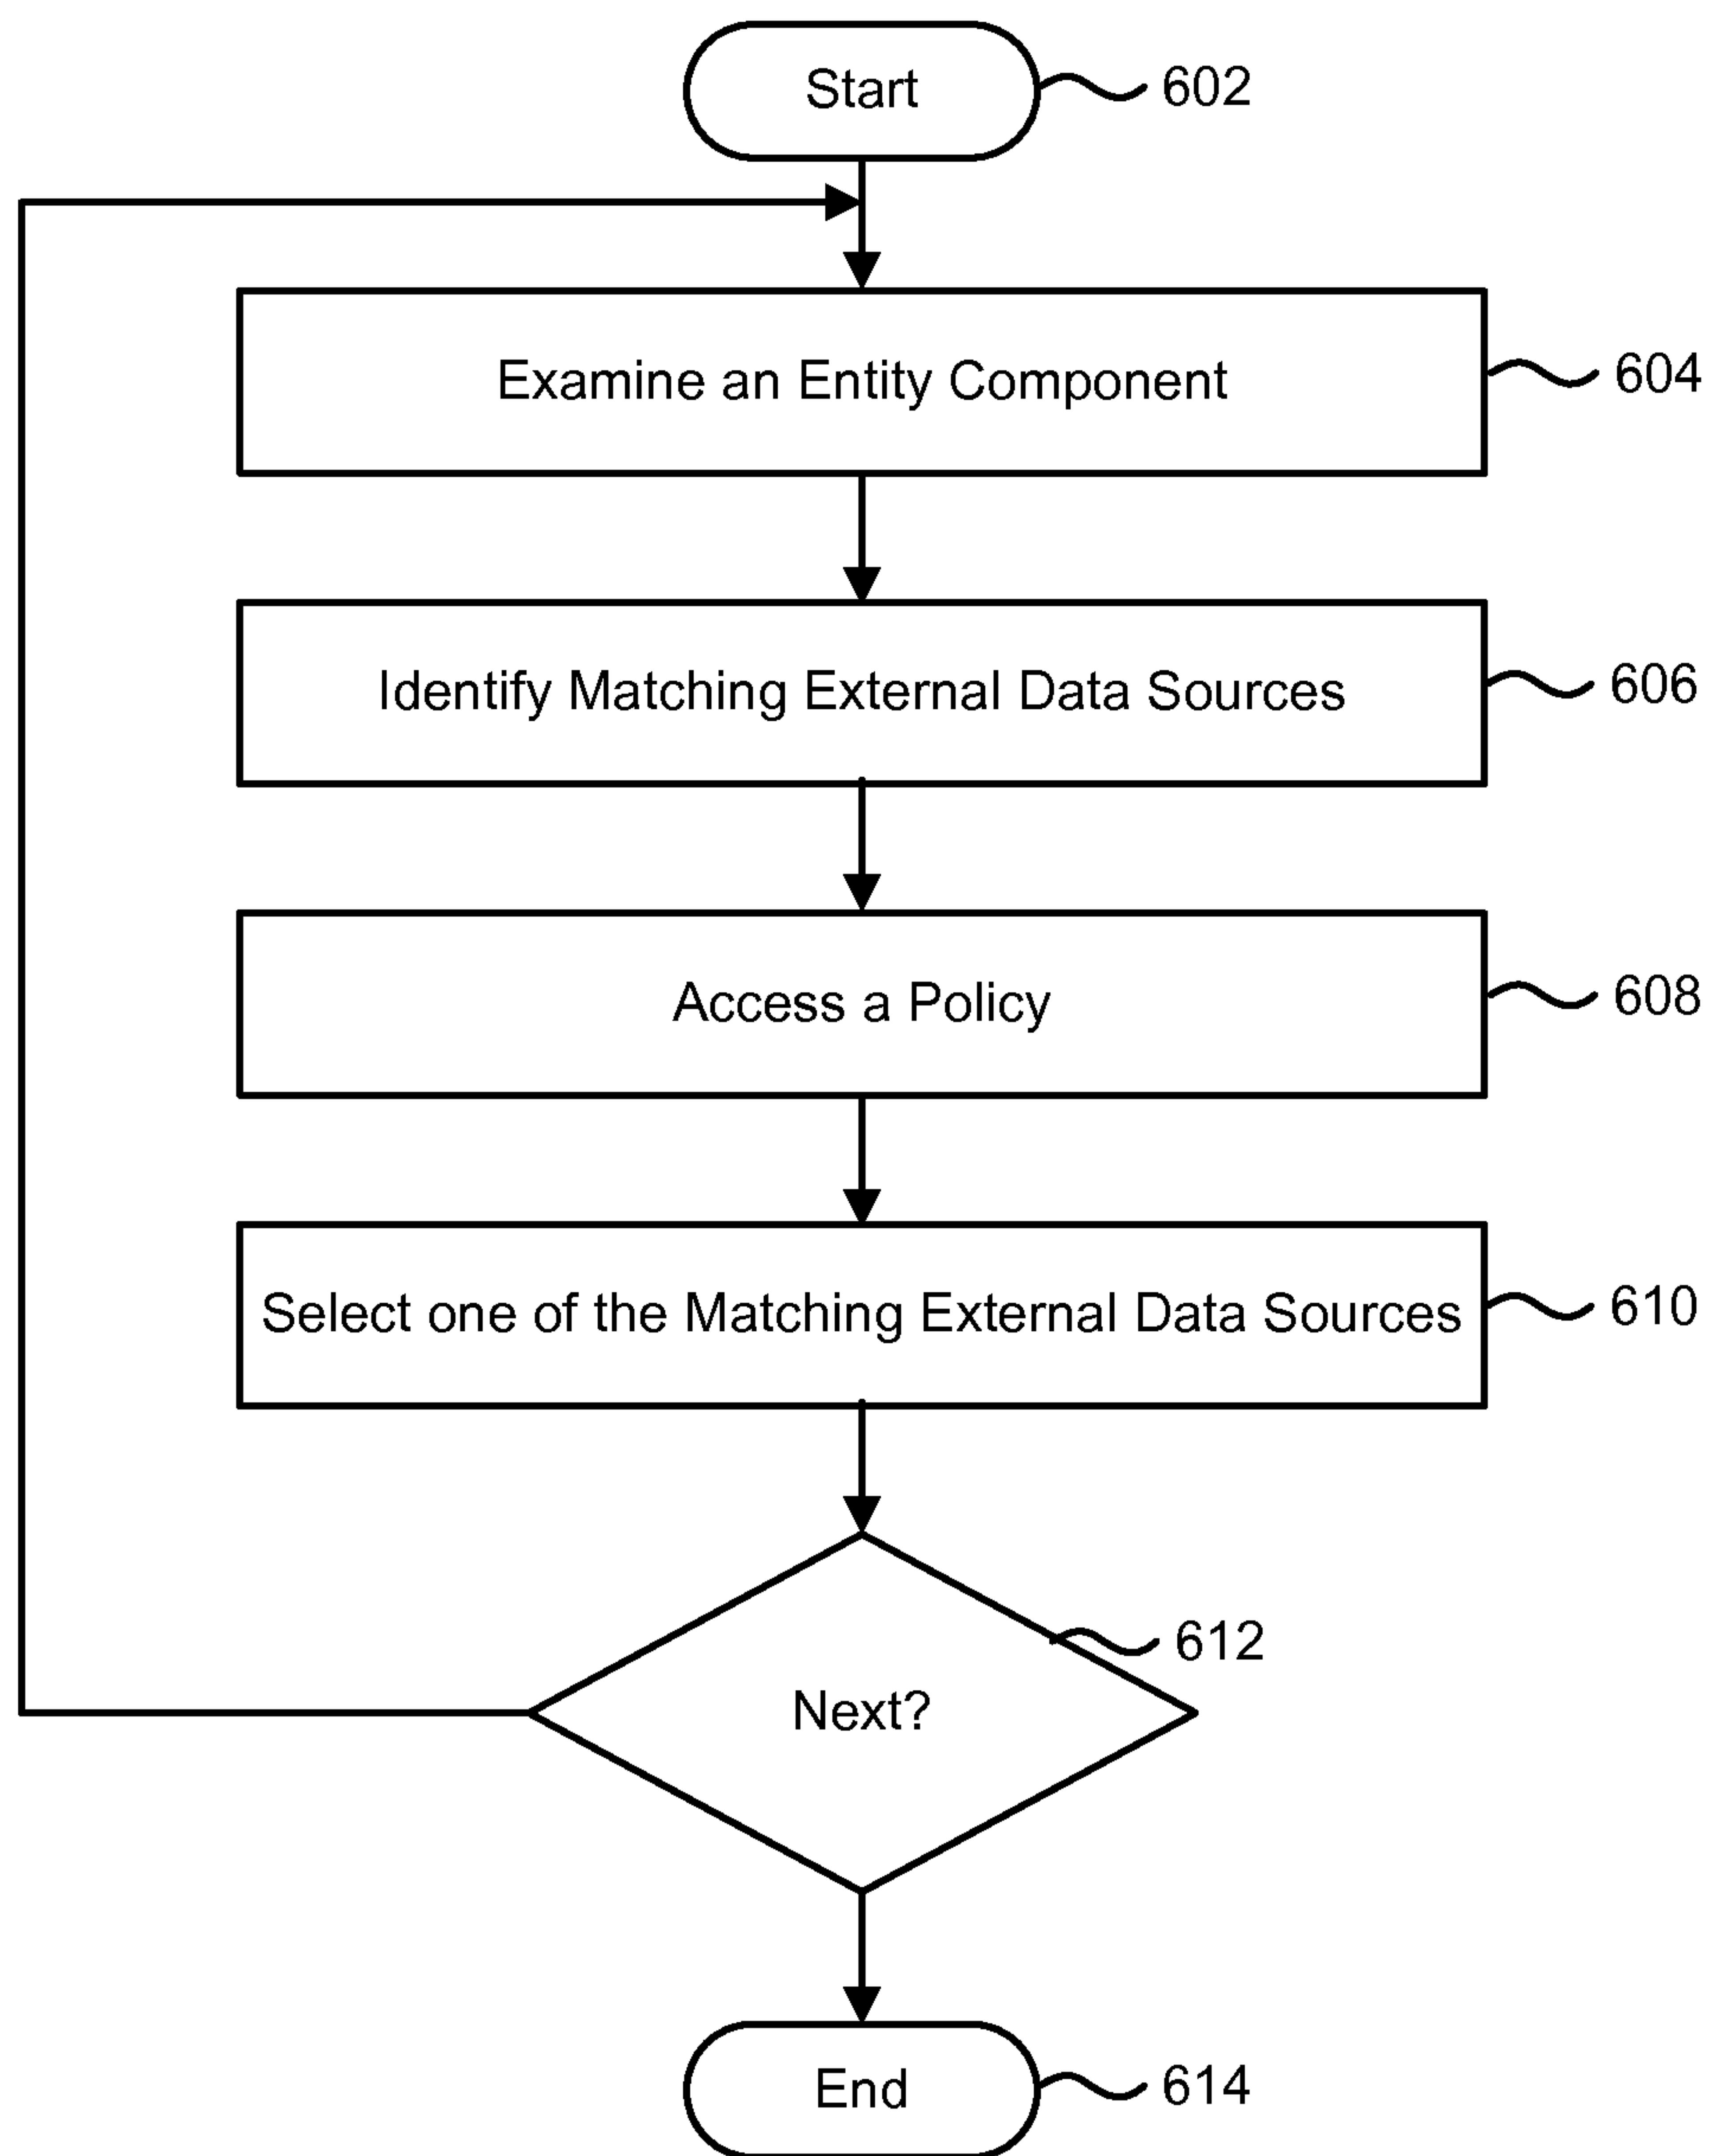 Start
602
Examine an Entity Component
604
Identify Matching External Data Sources
606
Access a Policy
608
Select one of the Matching External Data Sources
610
612
Next?
End
614